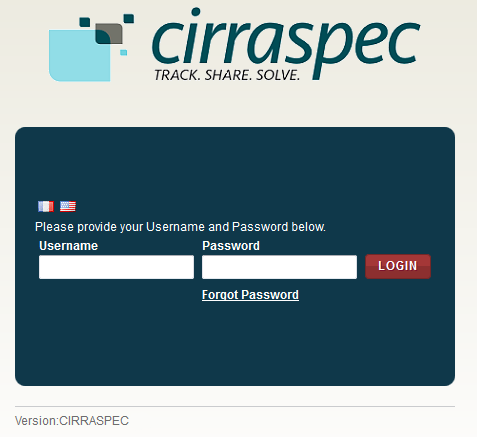 cirraspec
TRACK. SHARE. SOLVE.
Please provide your Username and Password below.
Username Password
LOGIN
Forgot Password
Version:CIRRASPEC